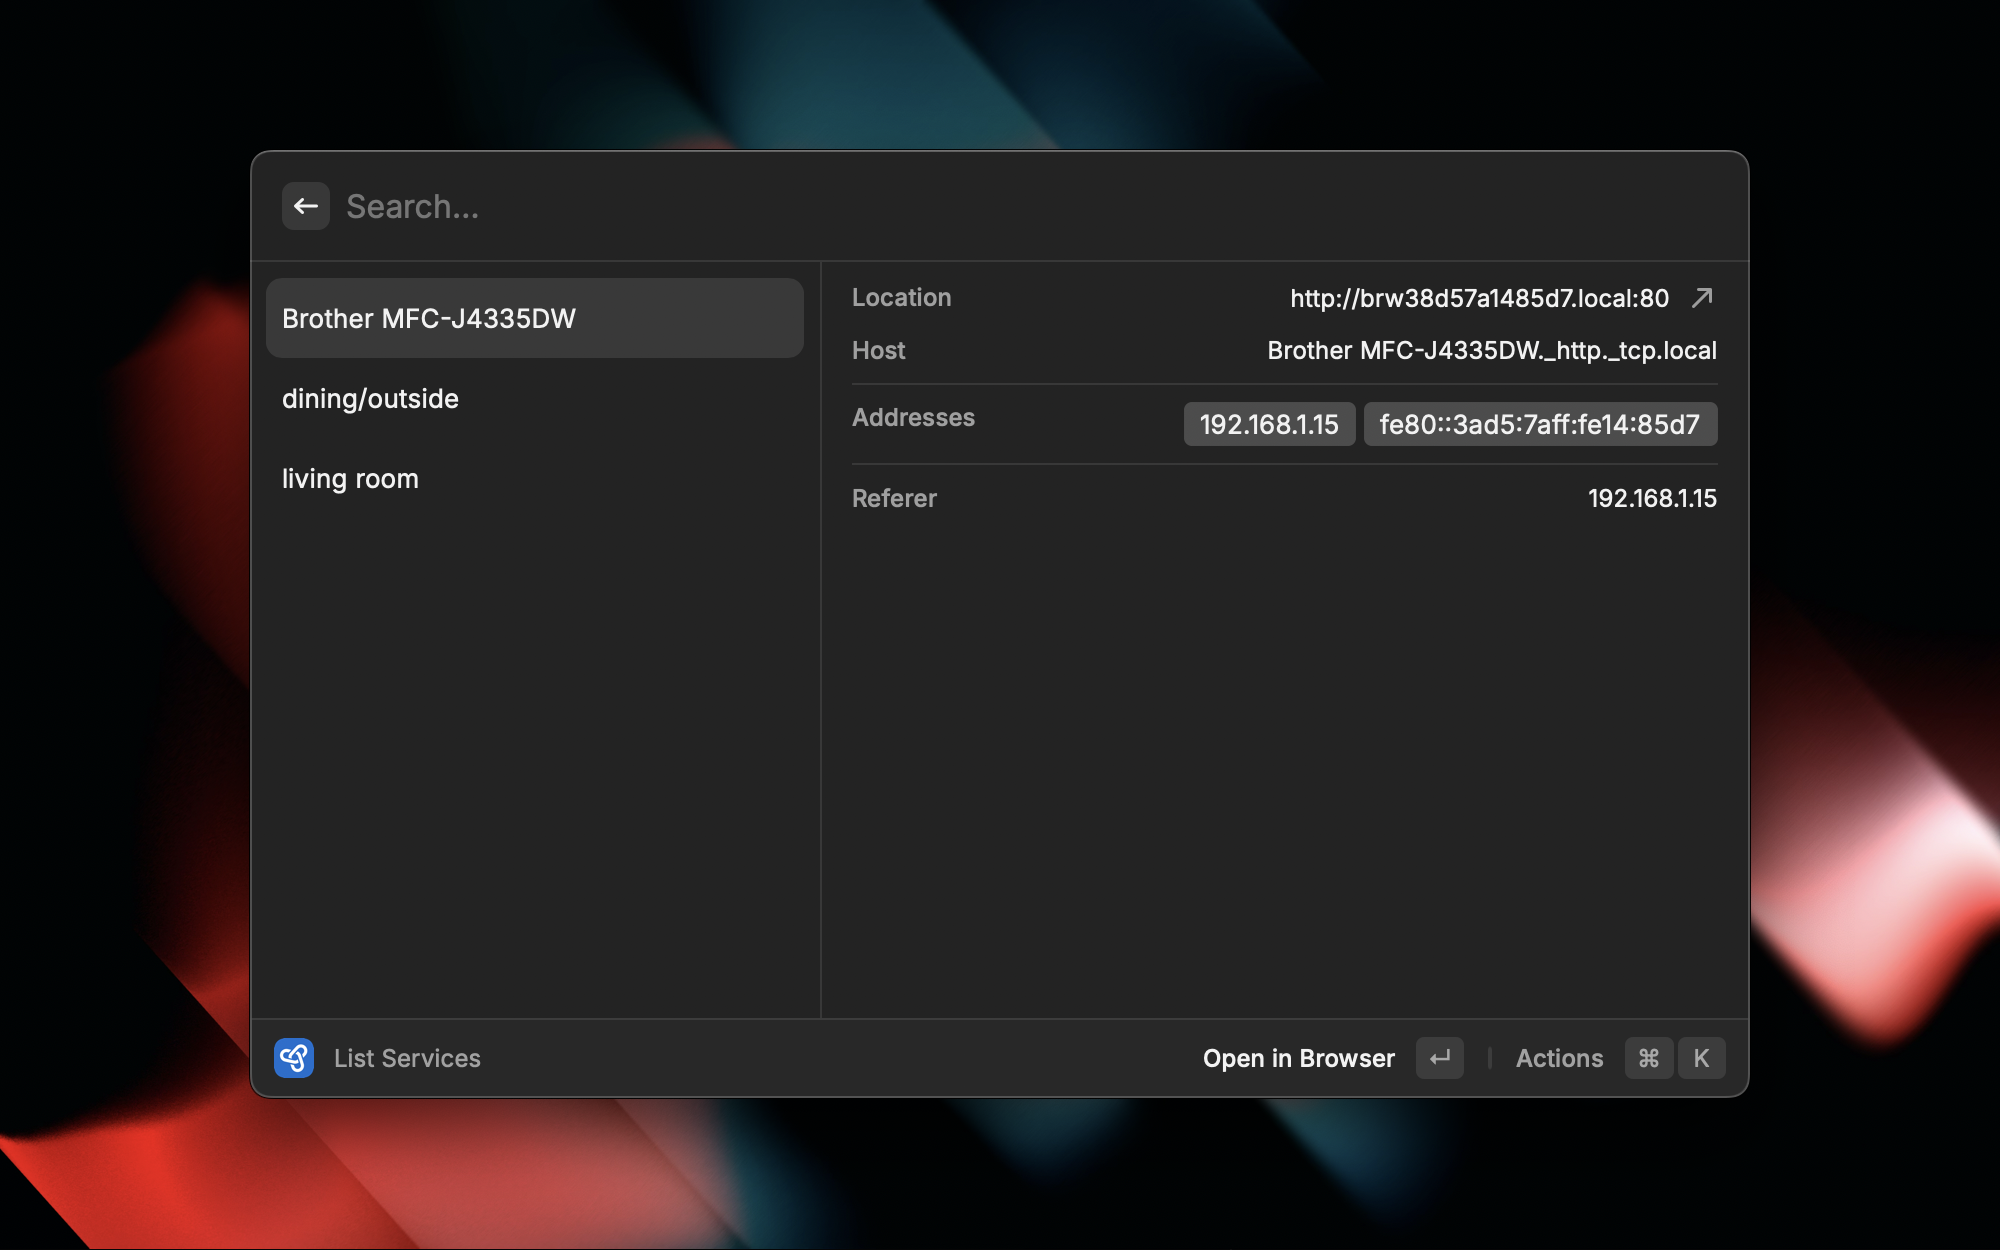 Search...
Brother MFC-J4335DW
dining/outside
living room
Location http://brw38d57a1485d7.local:80
Host Brother MFC-J4335DW._http._tcp.local
Addresses 192.168.1.15 fe80::3ad5:7aff:fe14:85d7
Referer 192.168.1.15
List Services Open in Browser ↵ Actions ⌘ K